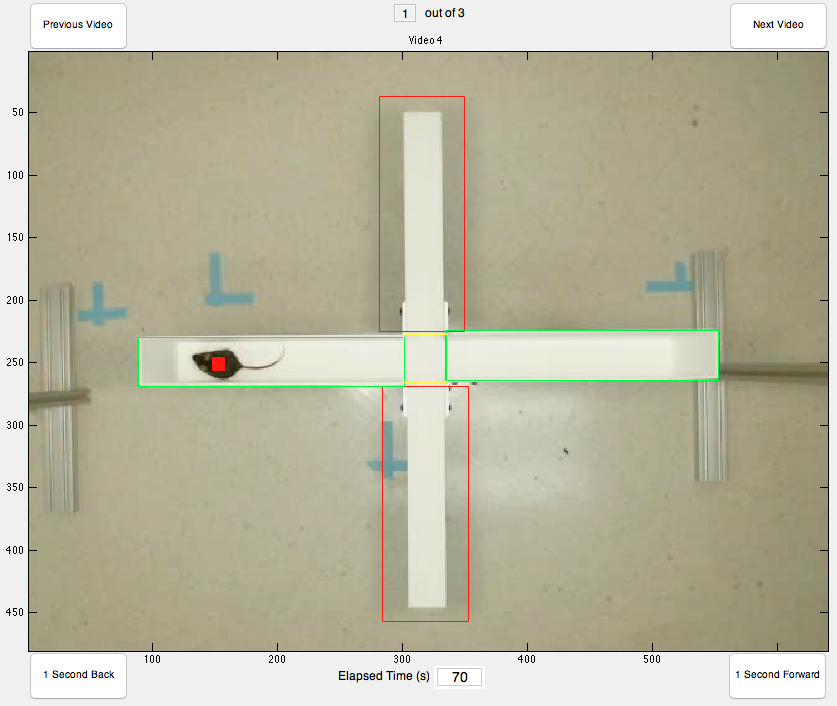 Previous Video
1 out of 3
Next Video
Video 4
50
100
150
200
250
300
350
400
450
100 200 300 400 500
1 Second Back
Elapsed Time (s) 70
1 Second Forward